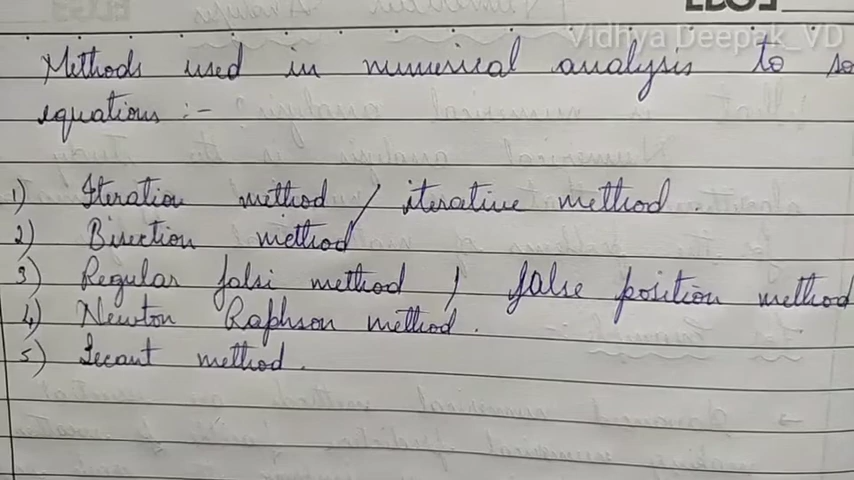 Vidhya Deepak_VD
Methods used in numerical analysis to so
equations :-
1) Iteration method / iterative method.
2) Bisection method
3) Regular falsi method / false position method
4) Newton Raphson method.
5) Secant method.